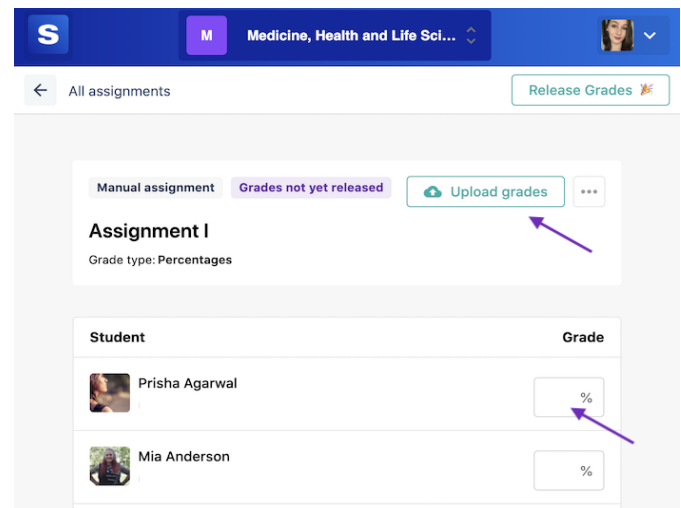 S
M
Medicine, Health and Life Sci...
All assignments
Release Grades
Manual assignment
Grades not yet released
Upload grades
Assignment I
Grade type: Percentages
Student Grade
Prisha Agarwal
%
Mia Anderson
%